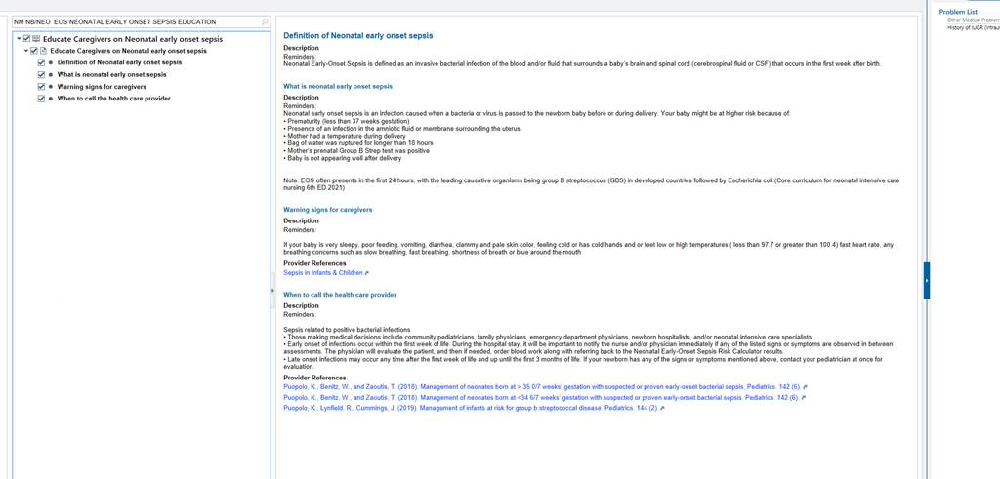 NM NB/NEO EOS NEONATAL EARLY ONSET SEPSIS EDUCATION
Educate Caregivers on Neonatal early onset sepsis
Educate Caregivers on Neonatal early onset sepsis
Definition of Neonatal early onset sepsis
What is neonatal early onset sepsis
Warning signs for caregivers
When to call the health care provider
Definition of Neonatal early onset sepsis
Description
Reminders:
Neonatal Early-Onset Sepsis is defined as an invasive bacterial infection of the blood and/or fluid that surrounds a baby's brain and spinal cord (cerebrospinal fluid or CSF) that occurs in the first week after birth.
What is neonatal early onset sepsis
Description
Reminders:
Neonatal early onset sepsis is an infection caused when a bacteria or virus is passed to the newborn baby before or during delivery. Your baby might be at higher risk because of:
• Prematurity (less than 37 weeks gestation)
• Presence of an infection in the amniotic fluid or membrane surrounding the uterus
• Mother had a temperature during delivery
• Bag of water was ruptured for longer than 18 hours
• Mother's prenatal Group B Strep test was positive
• Baby is not appearing well after delivery
Note: EOS often presents in the first 24 hours, with the leading causative organisms being group B streptococcus (GBS) in developed countries followed by Escherichia coli (Core curriculum for neonatal intensive care
nursing 6th ED 2021)
Warning signs for caregivers
Description
Reminders:
If your baby is very sleepy, poor feeding, vomiting, diarrhea, clammy and pale skin color, feeling cold or has cold hands and or feet low or high temperatures ( less than 97.7 or greater than 100.4) fast heart rate, any
breathing concerns such as slow breathing, fast breathing, shortness of breath or blue around the mouth
Provider References
Sepsis in Infants & Children
When to call the health care provider
Description
Reminders:
Sepsis related to positive bacterial infections
• Those making medical decisions include community pediatricians, family physicians, emergency department physicians, newborn hospitalists, and/or neonatal intensive care specialists
• Early onset of infections occur within the first week of life. During the hospital stay, it will be important to notify the nurse and/or physician immediately if any of the listed signs or symptoms are observed in between
assessments. The physician will evaluate the patient, and then if needed, order blood work along with referring back to the Neonatal Early-Onset Sepsis Risk Calculator results.
• Late onset infections may occur any time after the first week of life and up until the first 3 months of life. If your newborn has any of the signs or symptoms mentioned above, contact your pediatrician at once for
evaluation.
Provider References
Puopolo, K., Benitz, W., and Zaoutis, T. (2018). Management of neonates born at > 35 0/7 weeks' gestation with suspected or proven early-onset bacterial sepsis. Pediatrics. 142 (6).
Puopolo, K., Benitz, W., and Zaoutis, T. (2018). Management of neonates born at <34 6/7 weeks' gestation with suspected or proven early-onset bacterial sepsis. Pediatrics. 142 (6).
Puopolo, K., Lynfield, R., Cummings, J. (2019). Management of infants at risk for group b streptococcal disease. Pediatrics. 144 (2).
Problem List
Other Medical Problem
History of IUGR (intrau